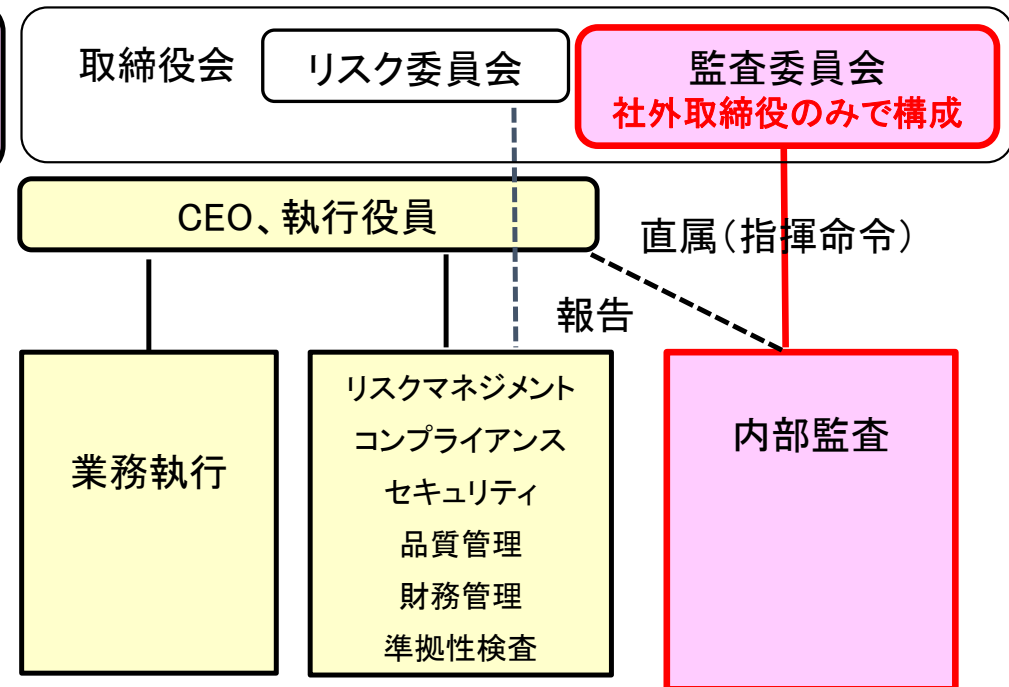 取締役会
リスク委員会
監査委員会
社外取締役のみで構成
CEO、執行役員
直属(指揮命令)
報告
業務執行
リスクマネジメント
コンプライアンス
セキュリティ
品質管理
財務管理
準拠性検査
内部監査